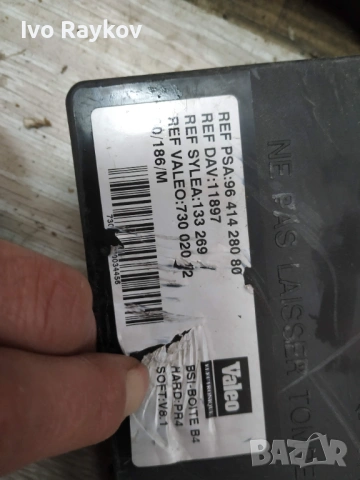 Ivo Raykov
REF PSA:96 414 280 80
REF DAV:11897
REF SYLEA:133 269
REF VALEO:730 020
/186/M
Valeo
ELECTRONIQUE
BSI-BOITE B4
HARD:PR4
SOFT:V8.1
NE PAS LAISSER
bazar